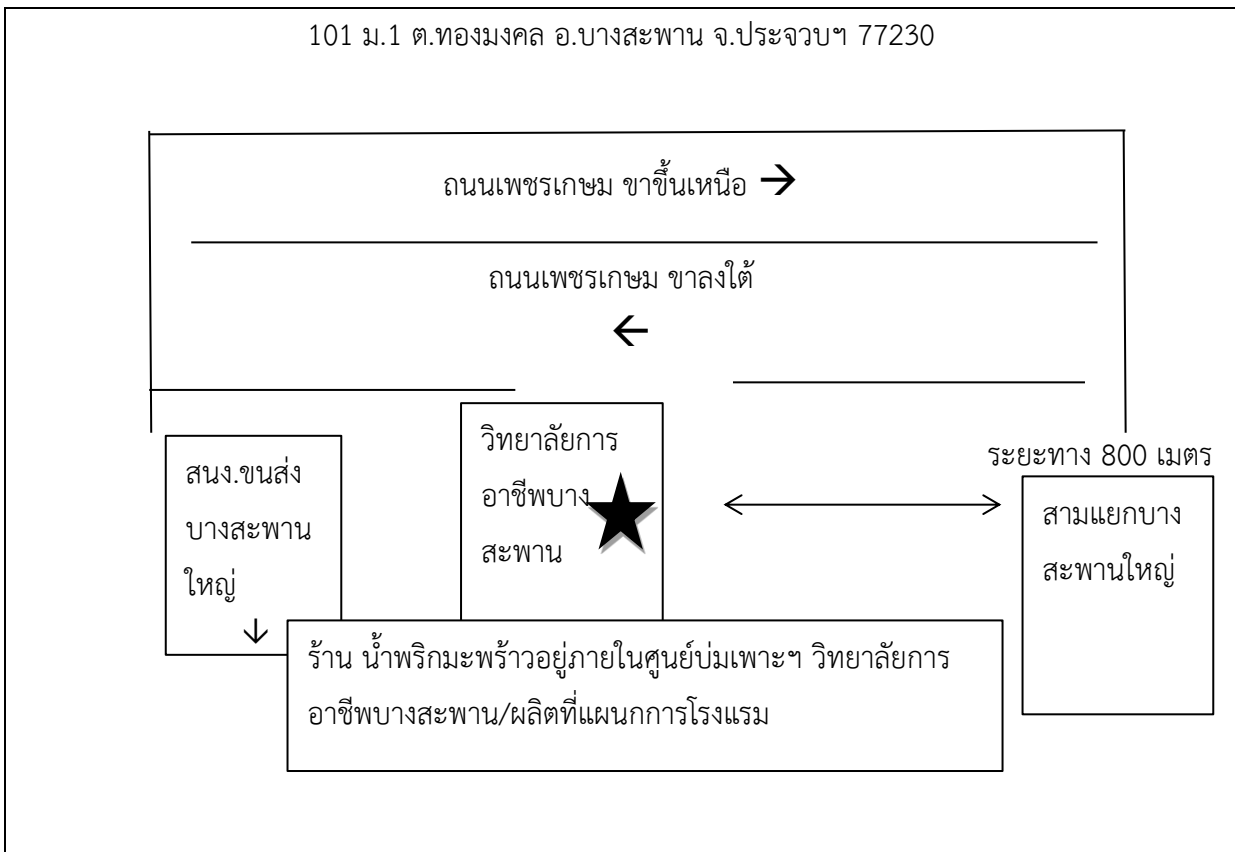 101 ม.1 ต.ทองมงคล อ.บางสะพาน จ.ประจวบฯ 77230
ถนนเพชรเกษม ขาขึ้นเหนือ →
ถนนเพชรเกษม ขาลงใต้
←
สนง.ขนส่ง
บางสะพาน
ใหญ่
↓
วิทยาลัยการ
อาชีพบาง
สะพาน
ระยะทาง 800 เมตร
สามแยกบาง
สะพานใหญ่
ร้าน น้ำพริกมะพร้าวอยู่ภายในศูนย์บ่มเพาะฯ วิทยาลัยการ
อาชีพบางสะพาน/ผลิตที่แผนกการโรงแรม